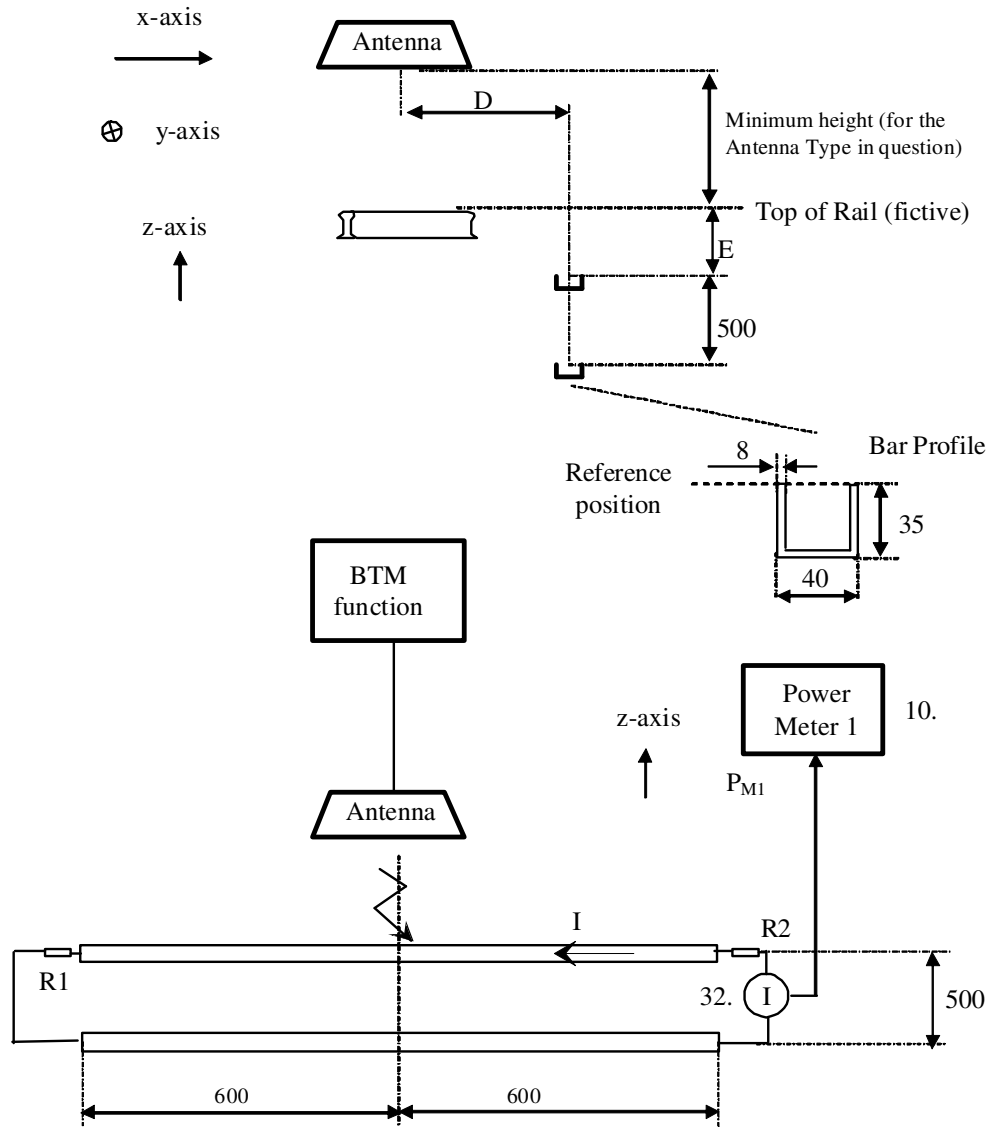 x-axis
Antenna
D
y-axis
Minimum height (for the
Antenna Type in question)
Top of Rail (fictive)
z-axis
E
500
8
Bar Profile
Reference
position
35
40
BTM
function
Power
Meter 1
10.
z-axis
PM1
Antenna
I
R2
R1
32.
I
500
600
600